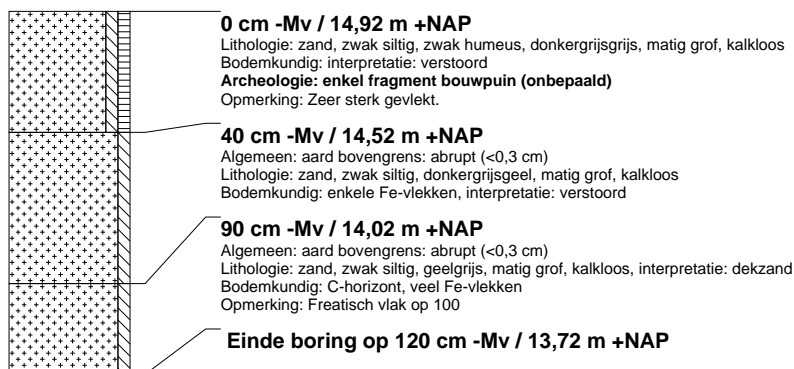 0 cm -Mv / 14,92 m +NAP
Lithologie: zand, zwak siltig, zwak humeus, donkergrijsgrijs, matig grof, kalkloos
Bodemkundig: interpretatie: verstoord
Archeologie: enkel fragment bouwpuin (onbepaald)
Opmerking: Zeer sterk gevlekt.
40 cm -Mv / 14,52 m +NAP
Algemeen: aard bovengrens: abrupt (<0,3 cm)
Lithologie: zand, zwak siltig, donkergrijsgeel, matig grof, kalkloos
Bodemkundig: enkele Fe-vlekken, interpretatie: verstoord
90 cm -Mv / 14,02 m +NAP
Algemeen: aard bovengrens: abrupt (<0,3 cm)
Lithologie: zand, zwak siltig, geelgrijs, matig grof, kalkloos, interpretatie: dekzand
Bodemkundig: C-horizont, veel Fe-vlekken
Opmerking: Freatisch vlak op 100
Einde boring op 120 cm -Mv / 13,72 m +NAP